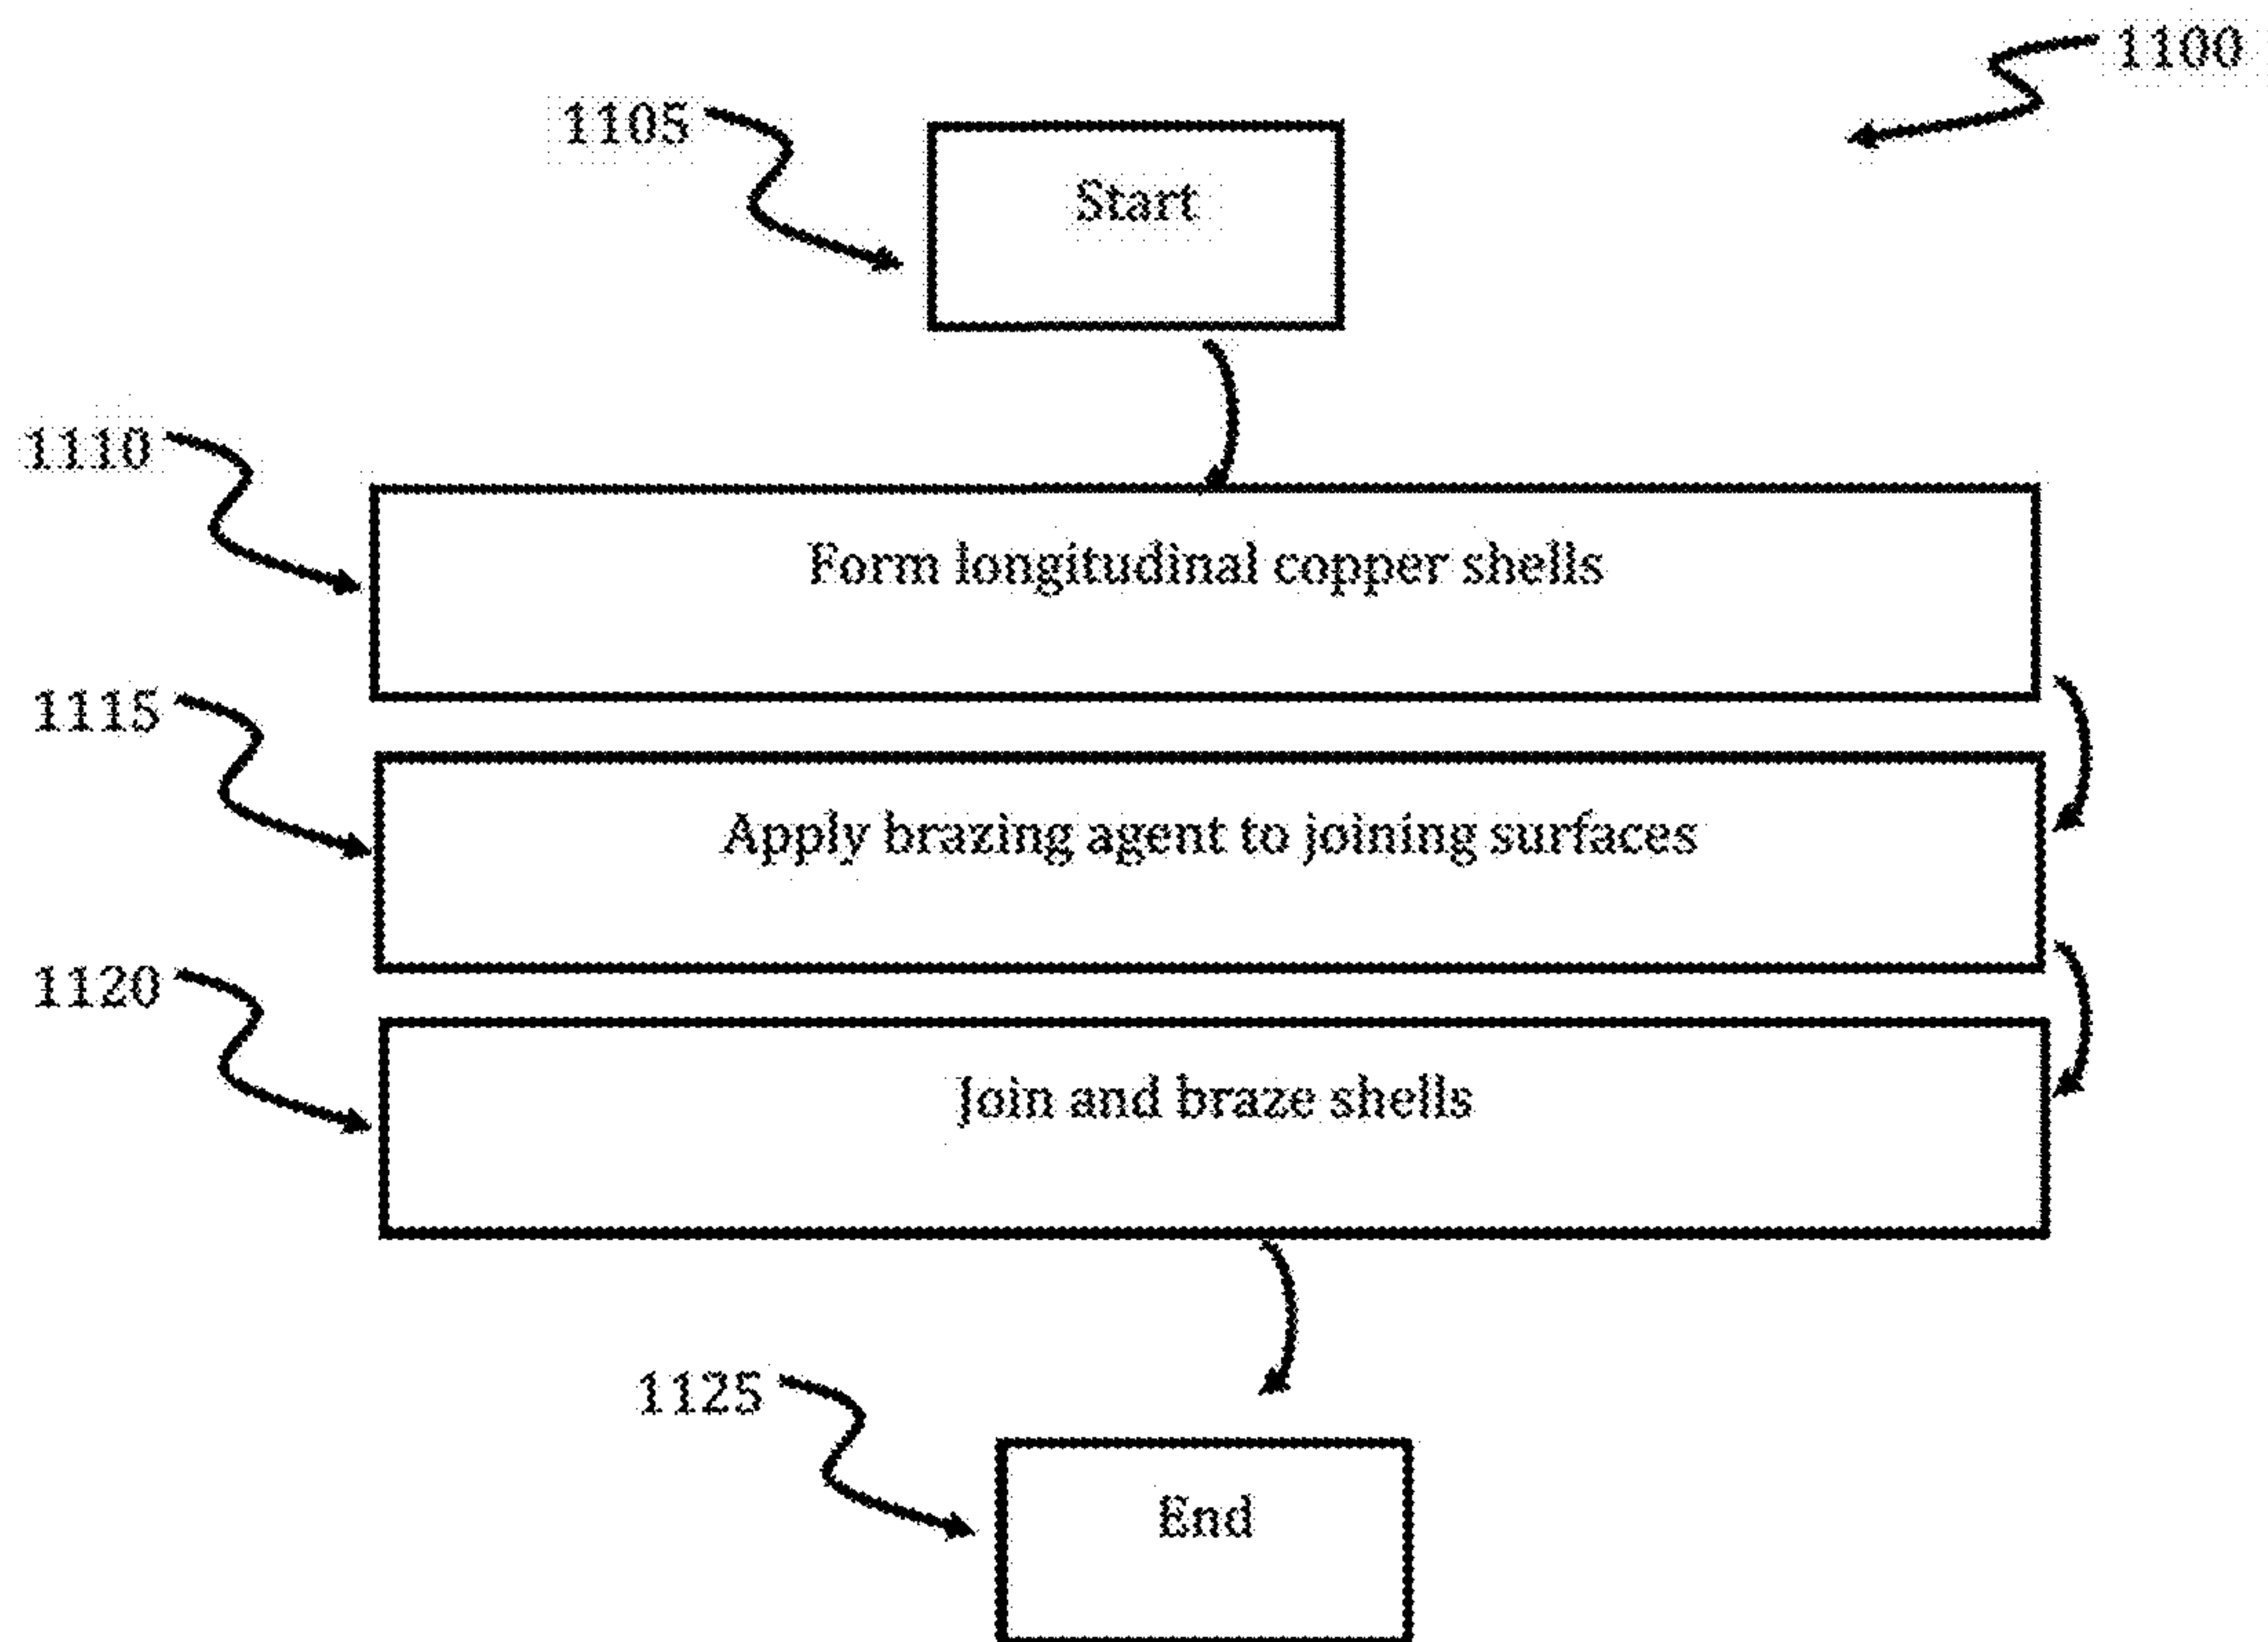 1100
1105
Start
1110
Form longitudinal copper shells
1115
Apply brazing agent to joining surfaces
1120
Join and braze shells
1125
End